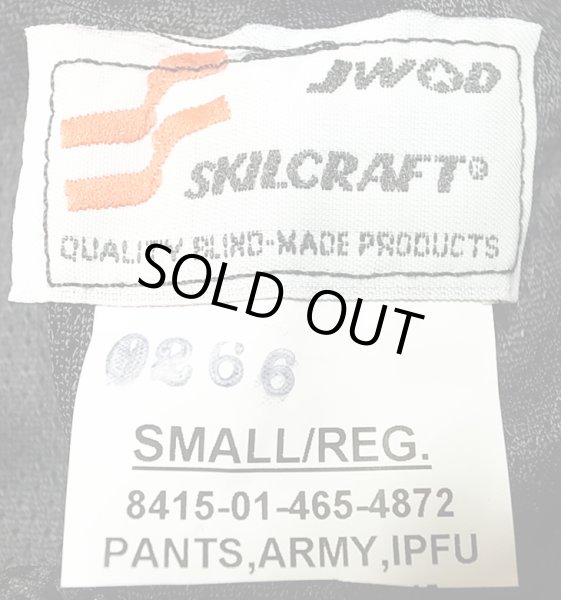 JWOD
SKILCRAFT®
QUALITY BLIND-MADE PRODUCTS
SOLD OUT
0266
SMALL/REG.
8415-01-465-4872
PANTS,ARMY,IPFU